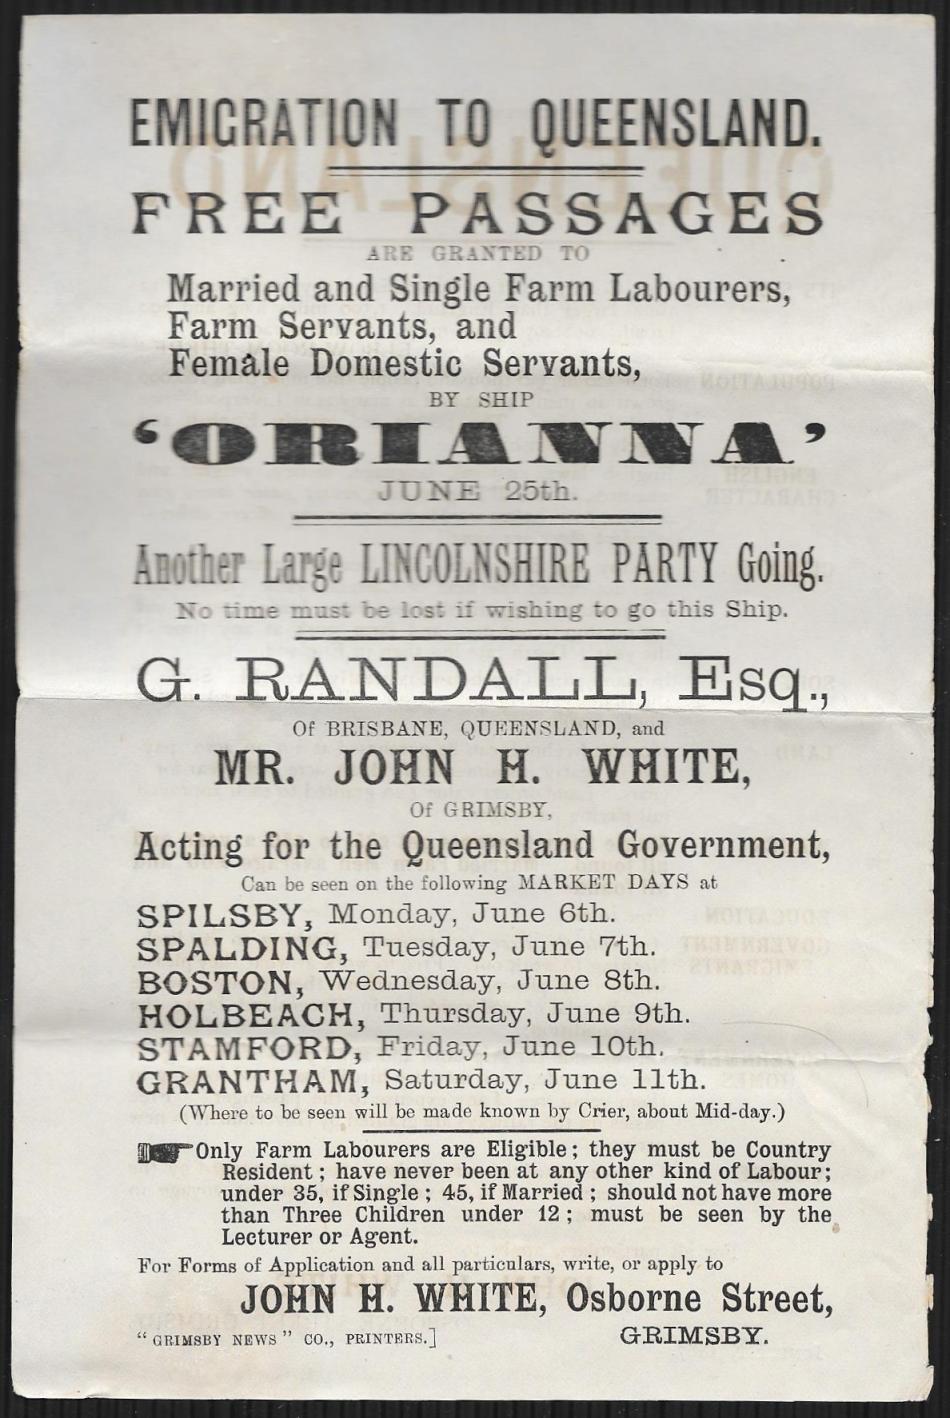 EMIGRATION TO QUEENSLAND.
FREE PASSAGES
ARE GRANTED TO
Married and Single Farm Labourers,
Farm Servants, and
Female Domestic Servants,
BY SHIP
‘ORIANNA’
JUNE 25th.
Another Large LINCOLNSHIRE PARTY Going.
No time must be lost if wishing to go this Ship.
G. RANDALL, Esq.,
Of BRISBANE, QUEENSLAND, and
MR. JOHN H. WHITE,
Of GRIMSBY,
Acting for the Queensland Government,
Can be seen on the following MARKET DAYS at
SPILSBY, Monday, June 6th.
SPALDING, Tuesday, June 7th.
BOSTON, Wednesday, June 8th.
HOLBEACH, Thursday, June 9th.
STAMFORD, Friday, June 10th.
GRANTHAM, Saturday, June 11th.
(Where to be seen will be made known by Crier, about Mid-day.)
Only Farm Labourers are Eligible; they must be Country
Resident; have never been at any other kind of Labour;
under 35, if Single; 45, if Married; should not have more
than Three Children under 12; must be seen by the
Lecturer or Agent.
For Forms of Application and all particulars, write, or apply to
JOHN H. WHITE, Osborne Street,
"GRIMSBY NEWS" CO., PRINTERS.] GRIMSBY.